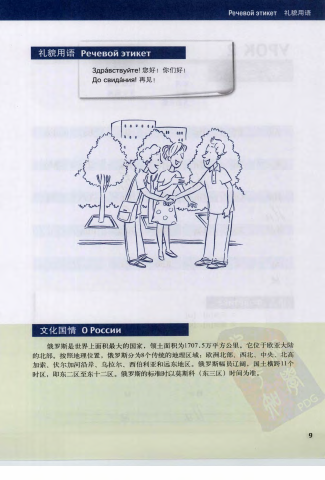 Речевой этикет 礼貌用语
礼貌用语 Речевой этикет
Здра́вствуйте! 您好！你们好！
До свида́ния! 再见！
文化国情 О России
俄罗斯是世界上面积最大的国家，领土面积为1707.5万平方公里。它位于欧亚大陆
的北部。按照地理位置，俄罗斯分为8个传统的地理区域：欧洲北部、西北、中央、北高
加索、伏尔加河沿岸、乌拉尔、西伯利亚和远东地区。俄罗斯幅员辽阔，国土横跨11个
时区，即东二区至东十二区。俄罗斯的标准时以莫斯科（东三区）时间为准。
9